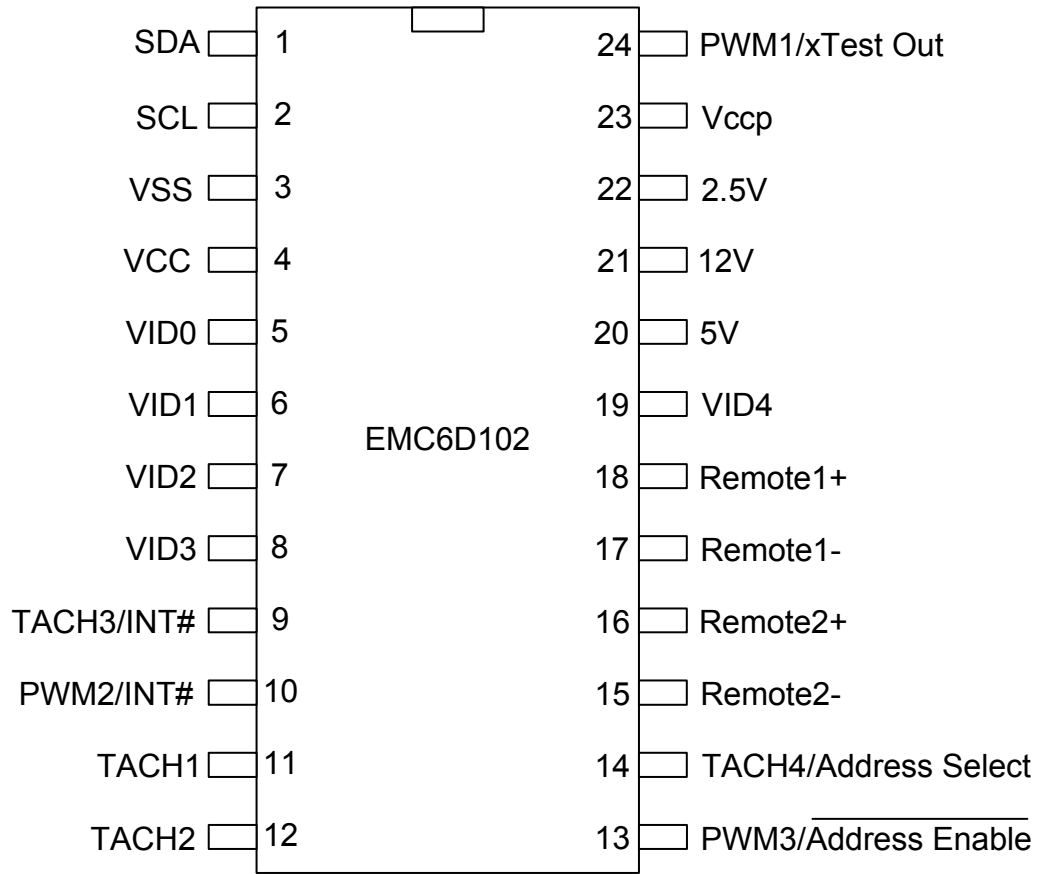 SDA 1 24 PWM1/xTest Out
SCL 2 23 Vccp
VSS 3 22 2.5V
VCC 4 21 12V
VID0 5 20 5V
VID1 6 19 VID4
EMC6D102
VID2 7 18 Remote1+
VID3 8 17 Remote1-
TACH3/INT# 9 16 Remote2+
PWM2/INT# 10 15 Remote2-
TACH1 11 14 TACH4/Address Select
TACH2 12 13 PWM3/Address Enable